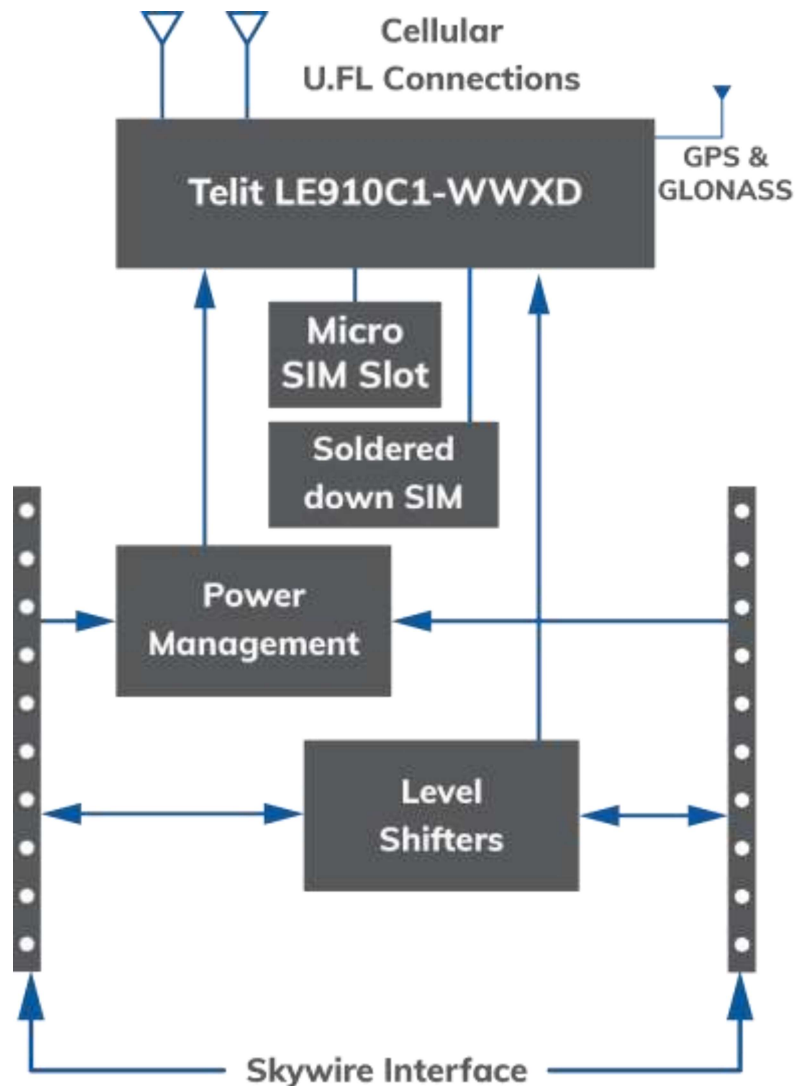 Cellular
U.FL Connections
GPS &
GLONASS
Telit LE910C1-WWXD
Micro
SIM Slot
Soldered
down SIM
Power
Management
Level
Shifters
Skywire Interface